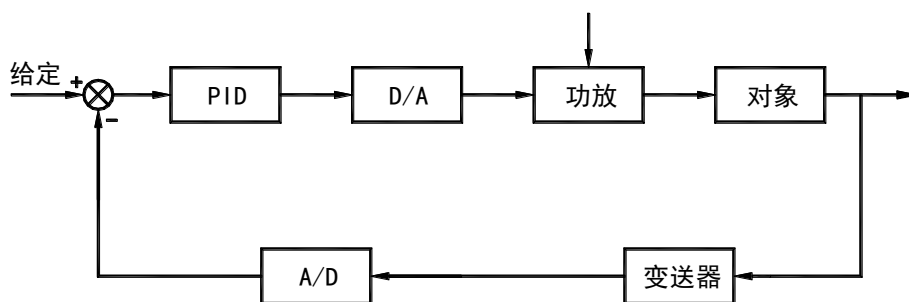 给定
+
-
PID
D/A
功放
对象
A/D
变送器